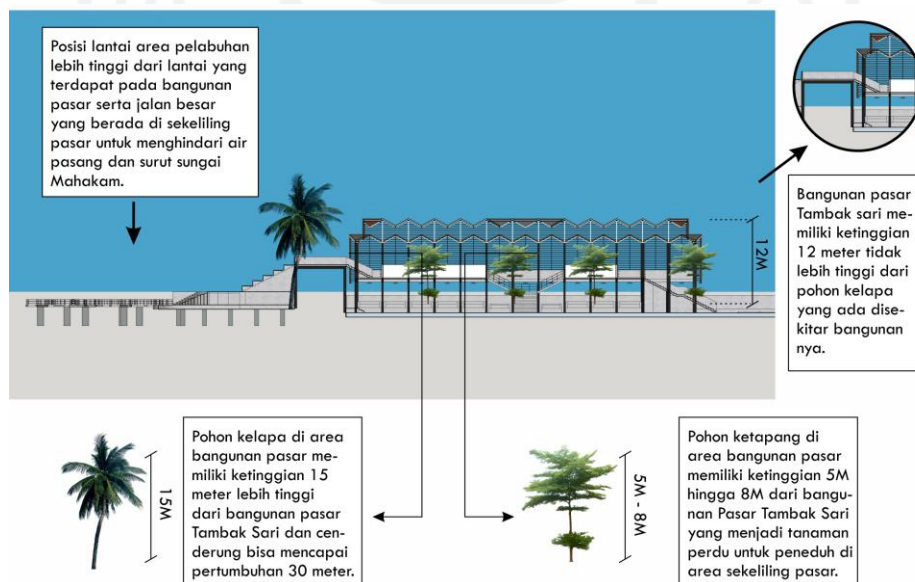 Posisi lantai area pelabuhan
lebih tinggi dari lantai yang
terdapat pada bangunan
pasar serta jalan besar
yang berada di sekeliling
pasar untuk menghindari air
pasang dan surut sungai
Mahakam.
12M
Bangunan pasar
Tambak sari me-
miliki ketinggian
12 meter tidak
lebih tinggi dari
pohon kelapa
yang ada dise-
kitar bangunan
nya.
15M
Pohon kelapa di area
bangunan pasar me-
miliki ketinggian 15
meter lebih tinggi
dari bangunan pasar
Tambak Sari dan cen-
derung bisa mencapai
pertumbuhan 30 meter.
5M - 8M
Pohon ketapang di
area bangunan pasar
memiliki ketinggian 5M
hingga 8M dari bangu-
nan Pasar Tambak Sari
yang menjadi tanaman
perdu untuk peneduh di
area sekeliling pasar.